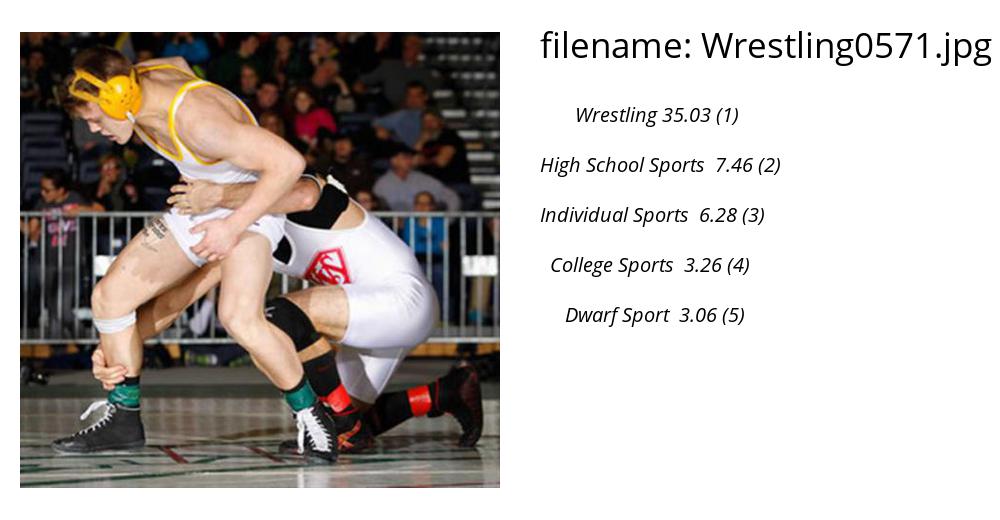 filename: Wrestling0571.jpg
Wrestling 35.03 (1)
High School Sports 7.46 (2)
Individual Sports 6.28 (3)
College Sports 3.26 (4)
Dwarf Sport 3.06 (5)